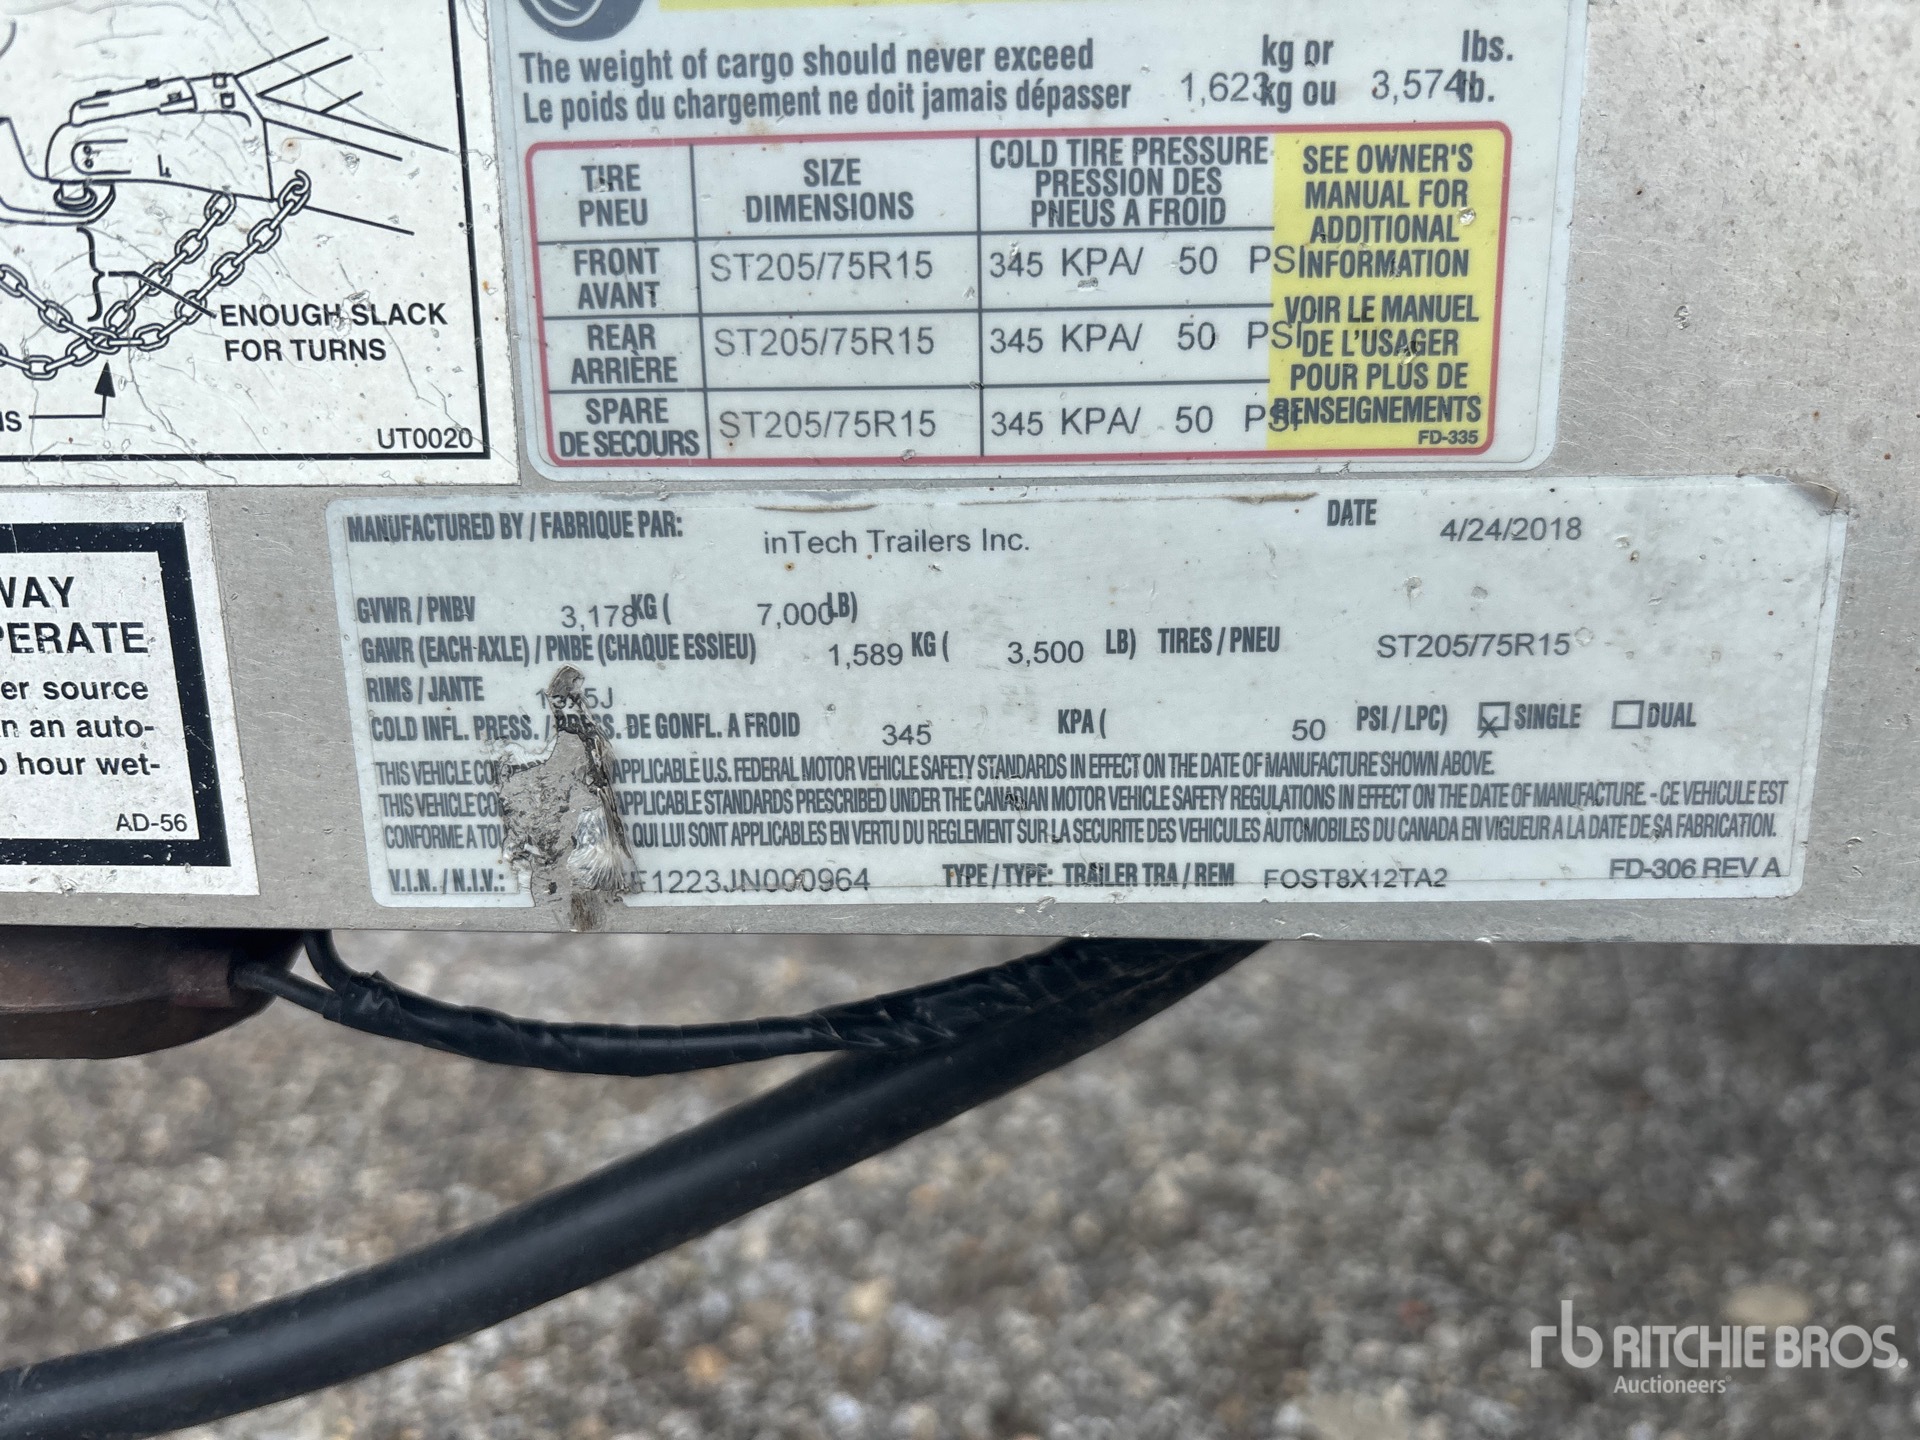 The weight of cargo should never exceed kg or lbs.
Le poids du chargement ne doit jamais dépasser 1,623 kg ou 3,574 lb.
TIRE PNEU
SIZE DIMENSIONS
COLD TIRE PRESSURE
PRESSION DES
PNEUS A FROID
FRONT AVANT ST205/75R15 345 KPA/ 50 PSI
REAR ARRIÈRE ST205/75R15 345 KPA/ 50 PSI
SPARE DE SECOURS ST205/75R15 345 KPA/ 50 PSI
SEE OWNER'S
MANUAL FOR
ADDITIONAL
INFORMATION
VOIR LE MANUEL
DE L'USAGER
POUR PLUS DE
RENSEIGNEMENTS
FD-335
ENOUGH SLACK
FOR TURNS
UT0020
WAY
PERATE
er source
n an auto-
hour wet-
AD-56
MANUFACTURED BY / FABRIQUE PAR: inTech Trailers Inc. DATE 4/24/2018
GVWR / PNBV 3,178 KG ( 7,000 LB)
GAWR (EACH AXLE) / PNBE (CHAQUE ESSIEU) 1,589 KG ( 3,500 LB) TIRES / PNEU ST205/75R15
RIMS / JANTE
COLD INFL. PRESS. / PRESS. DE GONFL. A FROID 345 KPA ( 50 PSI / LPC) X SINGLE DUAL
THIS VEHICLE APPLICABLE U.S. FEDERAL MOTOR VEHICLE SAFETY STANDARDS IN EFFECT ON THE DATE OF MANUFACTURE SHOWN ABOVE.
THIS VEHICLE APPLICABLE STANDARDS PRESCRIBED UNDER THE CANADIAN MOTOR VEHICLE SAFETY REGULATIONS IN EFFECT ON THE DATE OF MANUFACTURE. - CE VEHICULE EST
CONFORME A QUI LUI SONT APPLICABLES EN VERTU DU REGLEMENT SUR LA SECURITE DES VEHICULES AUTOMOBILES DU CANADA EN VIGUEUR A LA DATE DE SA FABRICATION.
V.I.N. / N.I.V.: E1223JN000964 TYPE / TYPE: TRAILER TRA / REM FOST8X12TA2 FD-306 REV A
rb RITCHIE BROS.
Auctioneers